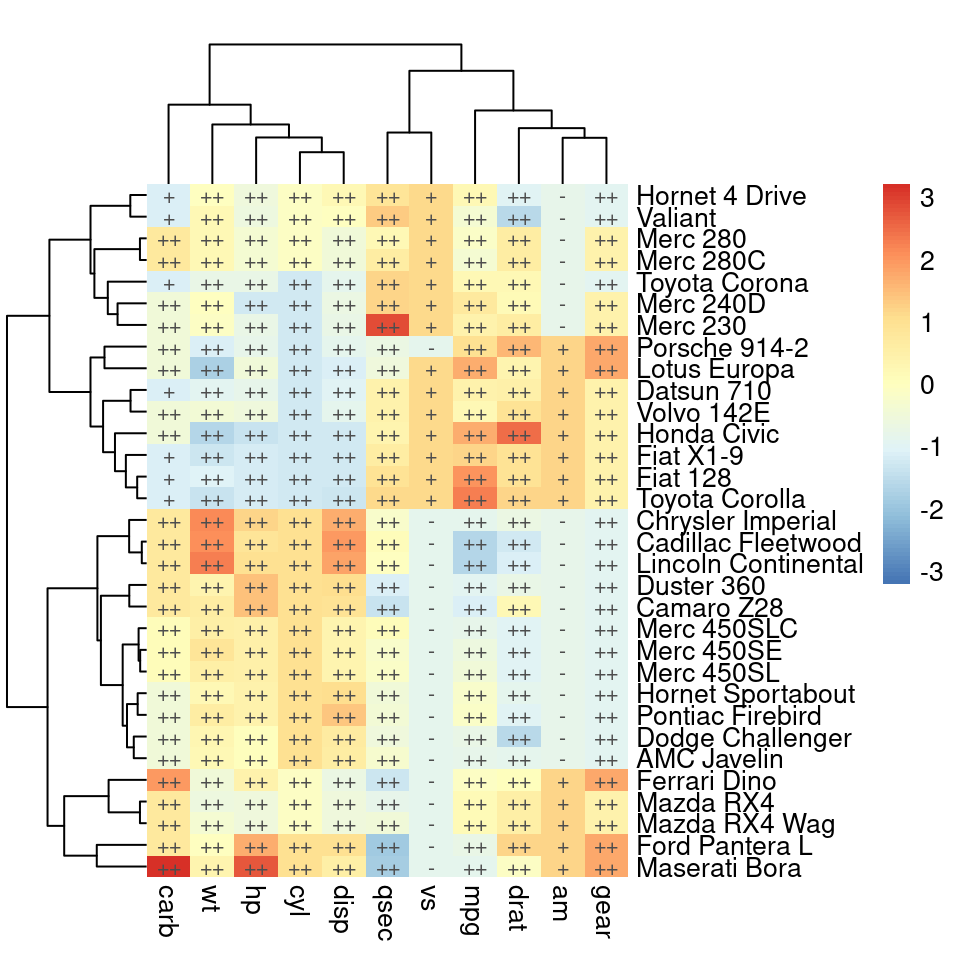 + ++ ++ ++ ++ ++ + ++ ++ - ++ Hornet 4 Drive
+ ++ ++ ++ ++ ++ + ++ ++ - ++ Valiant
++ ++ ++ ++ ++ ++ + ++ ++ - ++ Merc 280
++ ++ ++ ++ ++ ++ + ++ ++ - ++ Merc 280C
+ ++ ++ ++ ++ ++ + ++ ++ - ++ Toyota Corona
++ ++ ++ ++ ++ ++ + ++ ++ - ++ Merc 240D
++ ++ ++ ++ ++ ++ + ++ ++ - ++ Merc 230
++ ++ ++ ++ ++ ++ - ++ ++ + ++ Porsche 914-2
++ ++ ++ ++ ++ ++ + ++ ++ + ++ Lotus Europa
+ ++ ++ ++ ++ ++ + ++ ++ + ++ Datsun 710
++ ++ ++ ++ ++ ++ + ++ ++ + ++ Volvo 142E
++ ++ ++ ++ ++ ++ + ++ ++ + ++ Honda Civic
+ ++ ++ ++ ++ ++ + ++ ++ + ++ Fiat X1-9
+ ++ ++ ++ ++ ++ + ++ ++ + ++ Fiat 128
+ ++ ++ ++ ++ ++ + ++ ++ + ++ Toyota Corolla
++ ++ ++ ++ ++ ++ - ++ ++ - ++ Chrysler Imperial
++ ++ ++ ++ ++ ++ - ++ ++ - ++ Cadillac Fleetwood
++ ++ ++ ++ ++ ++ - ++ ++ - ++ Lincoln Continental
++ ++ ++ ++ ++ ++ - ++ ++ - ++ Duster 360
++ ++ ++ ++ ++ ++ - ++ ++ - ++ Camaro Z28
++ ++ ++ ++ ++ ++ - ++ ++ - ++ Merc 450SLC
++ ++ ++ ++ ++ ++ - ++ ++ - ++ Merc 450SE
++ ++ ++ ++ ++ ++ - ++ ++ - ++ Merc 450SL
++ ++ ++ ++ ++ ++ - ++ ++ - ++ Hornet Sportabout
++ ++ ++ ++ ++ ++ - ++ ++ - ++ Pontiac Firebird
++ ++ ++ ++ ++ ++ - ++ ++ - ++ Dodge Challenger
++ ++ ++ ++ ++ ++ - ++ ++ - ++ AMC Javelin
++ ++ ++ ++ ++ ++ - ++ ++ + ++ Ferrari Dino
++ ++ ++ ++ ++ ++ - ++ ++ + ++ Mazda RX4
++ ++ ++ ++ ++ ++ - ++ ++ + ++ Mazda RX4 Wag
++ ++ ++ ++ ++ ++ - ++ ++ + ++ Ford Pantera L
++ ++ ++ ++ ++ ++ - ++ ++ + ++ Maserati Bora
carb
wt
hp
cyl
disp
qsec
vs
mpg
drat
am
gear
3
2
1
0
-1
-2
-3